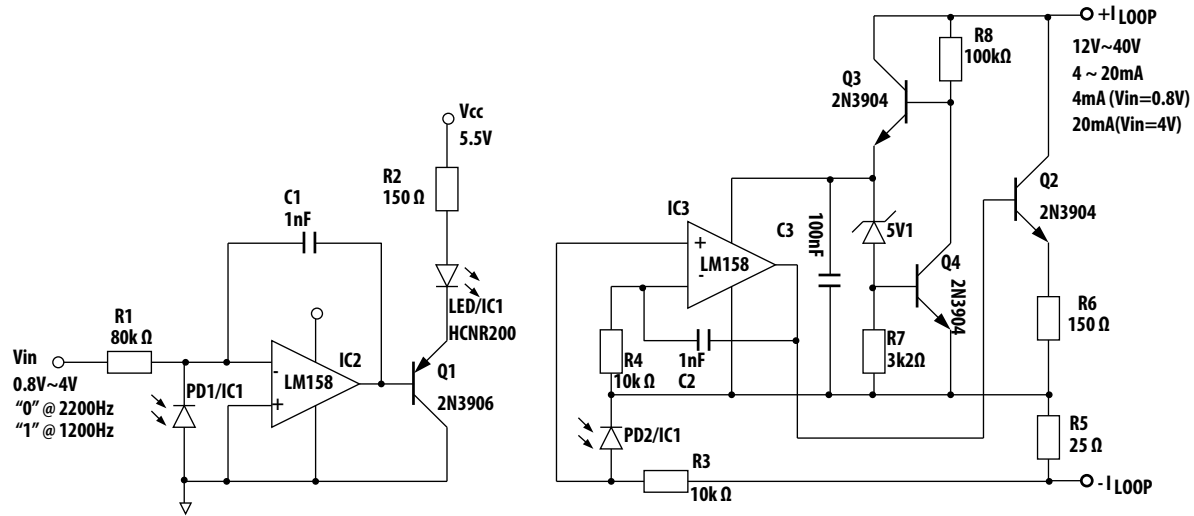 +I LOOP
12V~40V
4 ~ 20mA
4mA (Vin=0.8V)
20mA(Vin=4V)
R8
100kΩ
Q3
2N3904
Vcc
5.5V
R2
150 Ω
C1
1nF
LED/IC1
HCNR200
R1
80k Ω
Vin
0.8V~4V
"0" @ 2200Hz
"1" @ 1200Hz
PD1/IC1
-
+
LM158
IC2
Q1
2N3906
IC3
+
LM158
-
C3
100nF
5V1
Q4
2N3904
Q2
2N3904
R6
150 Ω
R4
10k Ω
1nF
C2
R7
3k2Ω
PD2/IC1
R5
25 Ω
R3
10k Ω
- I LOOP